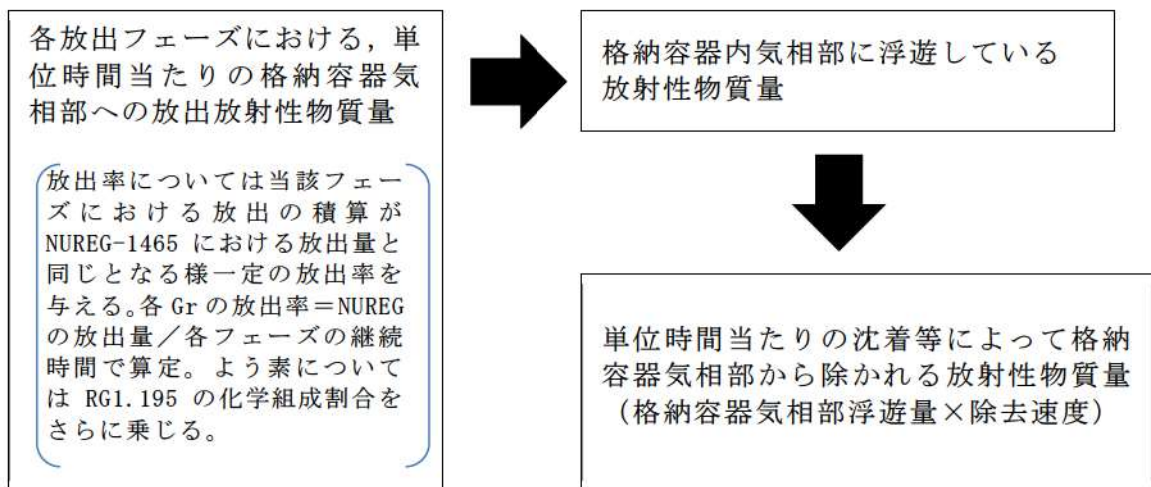 各放出フェーズにおける, 単
位時間当たりの格納容器気
相部への放出放射性物質量
放出率については当該フェー
ズにおける放出の積算が
NUREG-1465 における放出量と
同じとなる様一定の放出率を
与える。各 Gr の放出率＝NUREG
の放出量／各フェーズの継続
時間で算定。よう素について
は RG1.195 の化学組成割合を
さらに乗じる。
格納容器内気相部に浮遊している
放射性物質量
単位時間当たりの沈着等によって格納
容器気相部から除かれる放射性物質量
（格納容器気相部浮遊量×除去速度）